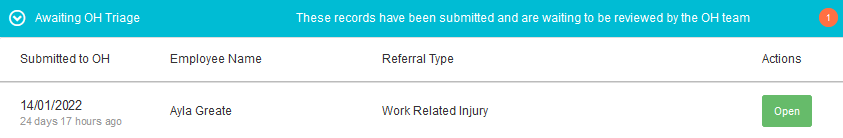 Awaiting OH Triage These records have been submitted and are waiting to be reviewed by the OH team 1
Submitted to OH Employee Name Referral Type Actions
14/01/2022
24 days 17 hours ago Ayla Greate Work Related Injury Open